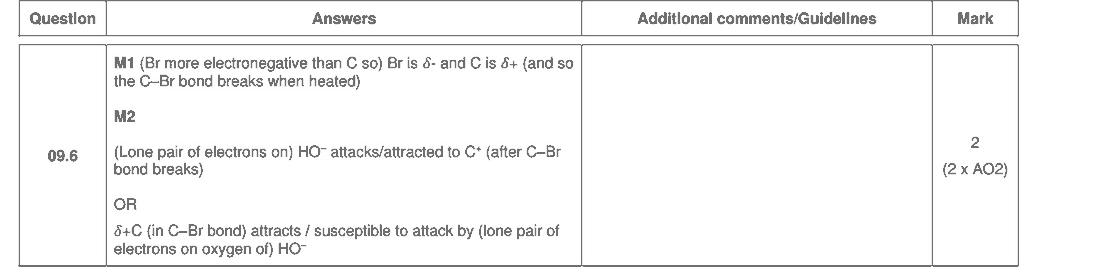 Question Answers Additional comments/Guidelines Mark
M1 (Br more electronegative than C so) Br is δ- and C is δ+ (and so
the C–Br bond breaks when heated)
M2
09.6
(Lone pair of electrons on) HO⁻ attacks/attracted to C⁺ (after C–Br
bond breaks)
2
(2 x AO2)
OR
δ+C (in C–Br bond) attracts / susceptible to attack by (lone pair of
electrons on oxygen of) HO⁻